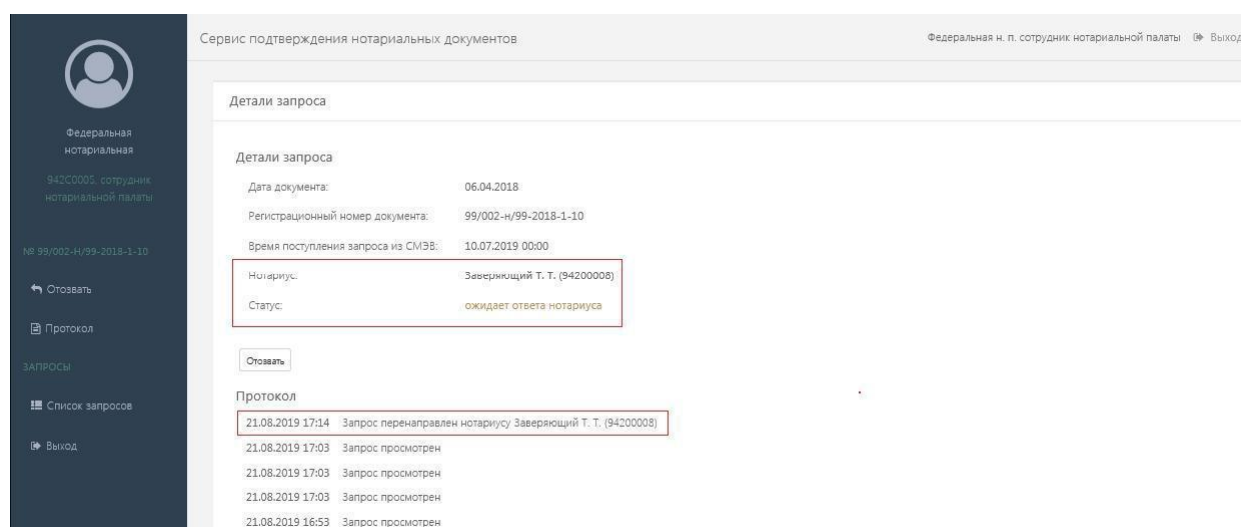 Сервис подтверждения нотариальных документов
Федеральная н. п. сотрудник нотариальной палаты Выход
Федеральная
нотариальная
942C0005, сотрудник
нотариальной палаты
№ 99/002-Н/99-2018-1-10
Отозвать
Протокол
ЗАПРОСЫ
Список запросов
Выход
Детали запроса
Детали запроса
Дата документа: 06.04.2018
Регистрационный номер документа: 99/002-н/99-2018-1-10
Время поступления запроса из СМЭВ: 10.07.2019 00:00
Нотариус: Заверяющий Т. Т. (94200008)
Статус: ожидает ответа нотариуса
Отозвать
Протокол
21.08.2019 17:14 Запрос перенаправлен нотариусу Заверяющий Т. Т. (94200008)
21.08.2019 17:03 Запрос просмотрен
21.08.2019 17:03 Запрос просмотрен
21.08.2019 17:03 Запрос просмотрен
21.08.2019 16:53 Запрос просмотрен